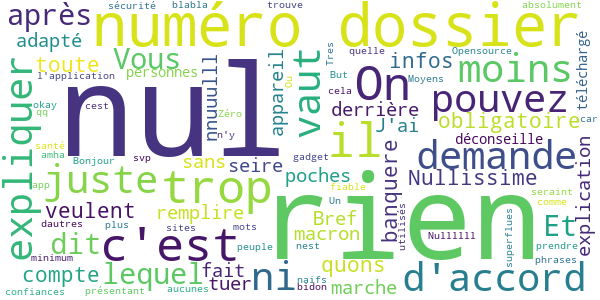 après
numéro dossier
sécurité
blabla
trouve
absolument
adapté
Vous
toute
personnes
l'application
nul
nnuuulll
appareil
vaut
quelle
But
cela
On
infos
derrière
Opensource
Tres
Moyens
moins
pouvez
téléchargé
car
okay
cest
qq
Zéro
Ou
n'y
J'ai
obligatoire
déconseille
expliquer
santé
amha
Bonjour
svp
sans
seire
gadget
il
demande
app
juste
trop
poches
fiable
Un
rien
banquere
utilisés
Nullissime
seraint
comme
explication
veulent
dautres
plus
remplire
sites
mots
Bref
macron
peuple
nest
Nulllll
superflues
Et
prendre
phrases
dit
c'est
minimum
compte
lequel
fait
tuer
ni
quons
naifs
bidon
marche
d'accord
confiances
présentant
aucunes